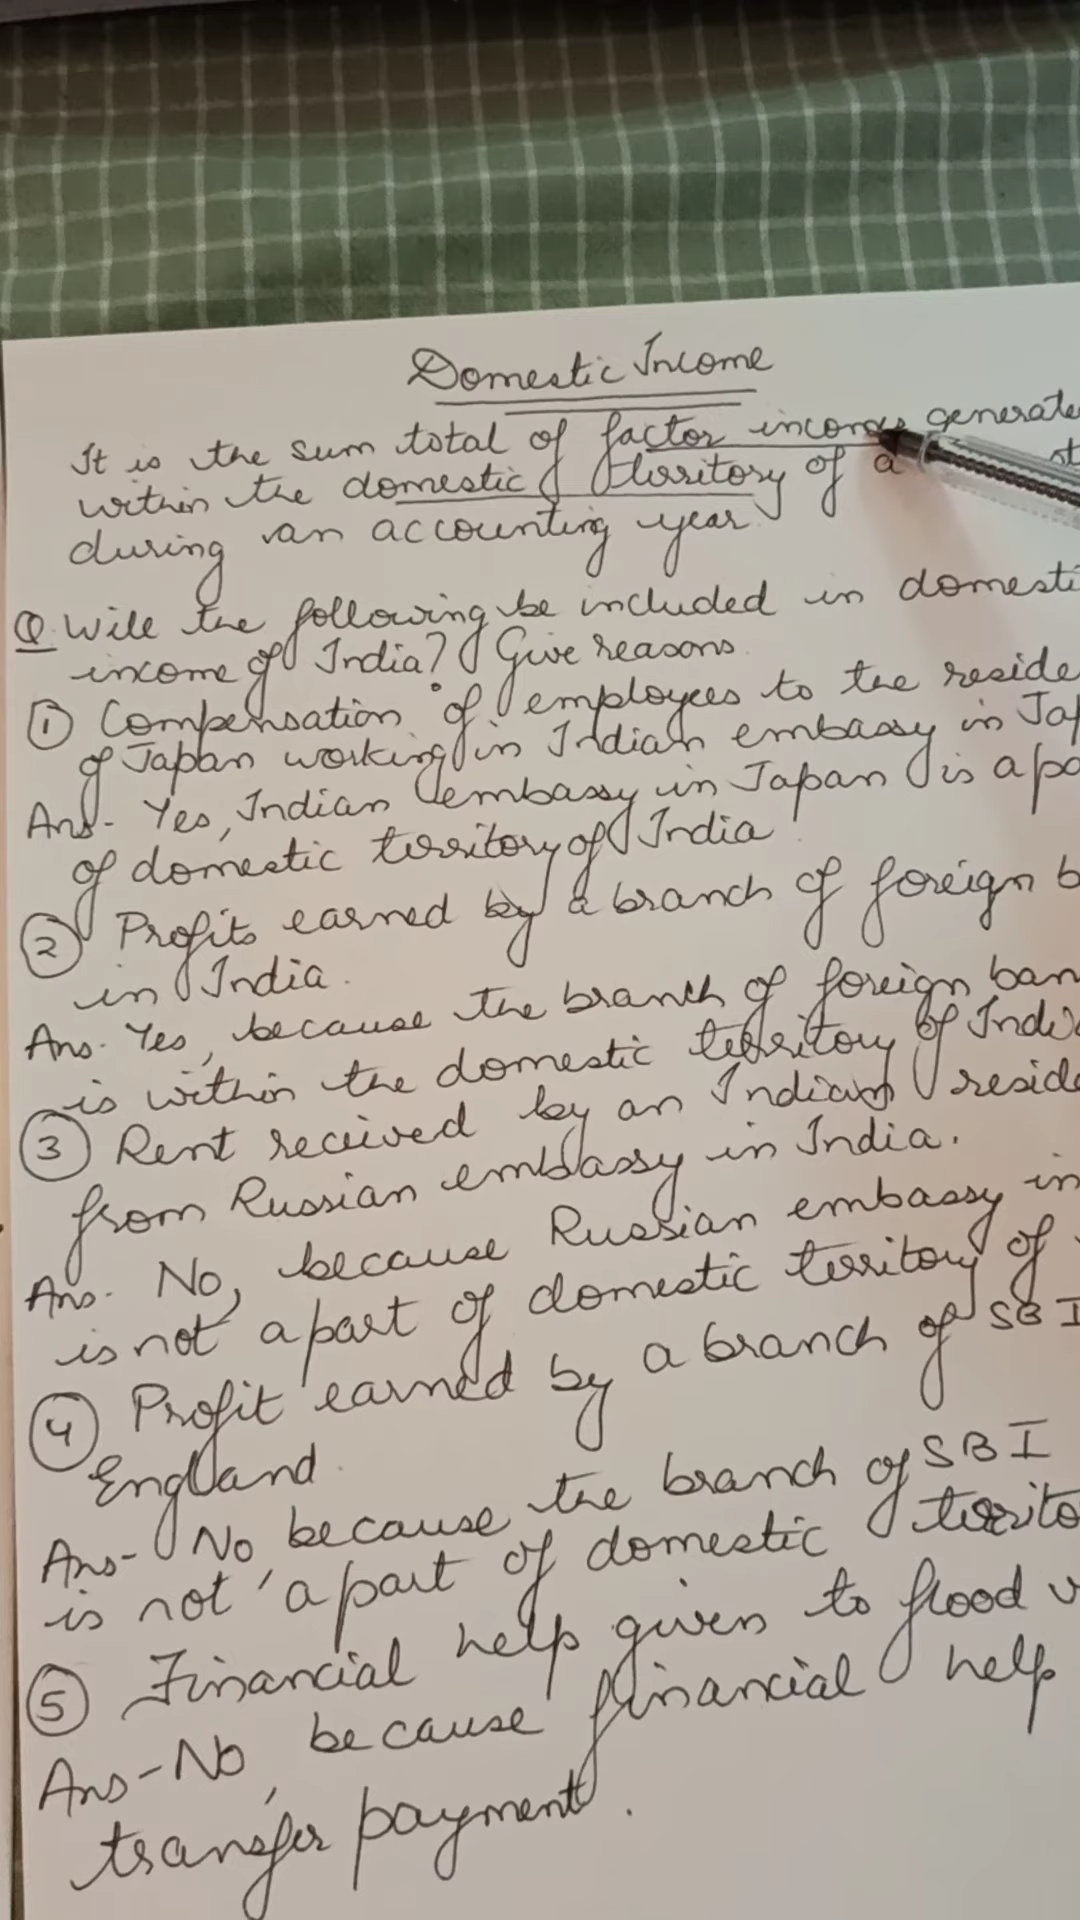 Domestic Income
It is the sum total of factor incomes generate
within the domestic territory of a
during an accounting year.
Q. Will the following be included in domesti
income of India? Give reasons.
① Compensation of employees to the reside
of Japan working in Indian embassy in Jap
Ans- Yes, Indian embassy in Japan is a pa
of domestic territory of India
② Profits earned by a branch of foreign b
in India.
Ans- Yes, because the branch of foreign ban
is within the domestic territory of India
③ Rent received by an Indian reside
from Russian embassy in India.
Ans- No, because Russian embassy in
is not a part of domestic territory of
④ Profit earned by a branch of SBI
England.
Ans- No because the branch of SBI
is not a part of domestic territo
⑤ Financial help given to flood v
Ans-No, because financial help
transfer payment.